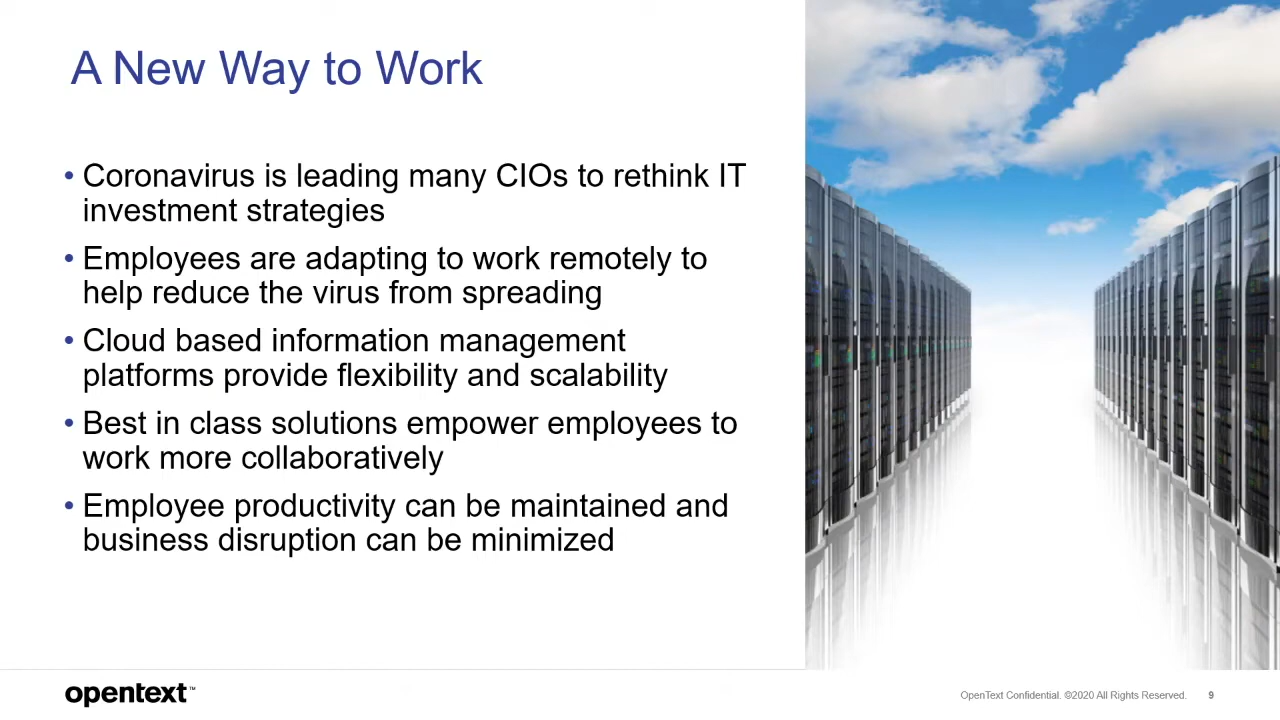 A New Way to Work
• Coronavirus is leading many CIOs to rethink IT
investment strategies
• Employees are adapting to work remotely to
help reduce the virus from spreading
• Cloud based information management
platforms provide flexibility and scalability
• Best in class solutions empower employees to
work more collaboratively
• Employee productivity can be maintained and
business disruption can be minimized
opentext™
OpenText Confidential. ©2020 All Rights Reserved. 9